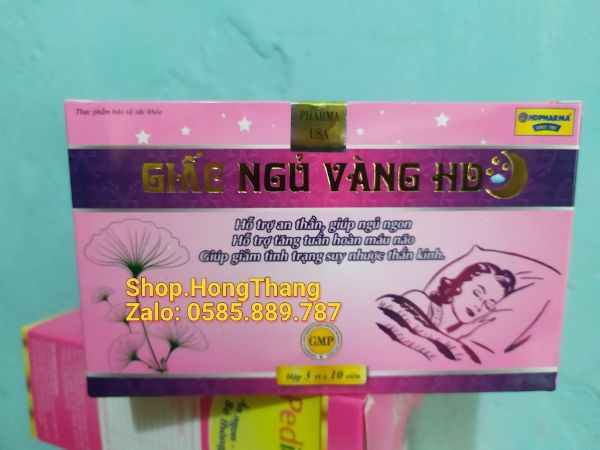 Thực phẩm bảo vệ sức khỏe
PHARMA
USA
HDPHARMA
SINCE
GIẤC NGỦ VÀNG HD
Hỗ trợ an thần, giúp ngủ ngon
Hỗ trợ tăng tuần hoàn máu não
Giúp giảm tình trạng suy nhược thần kinh.
Shop.HongThang
Zalo: 0585.889.787
GMP
Hộp 3 vỉ x 10 viên
Pedi